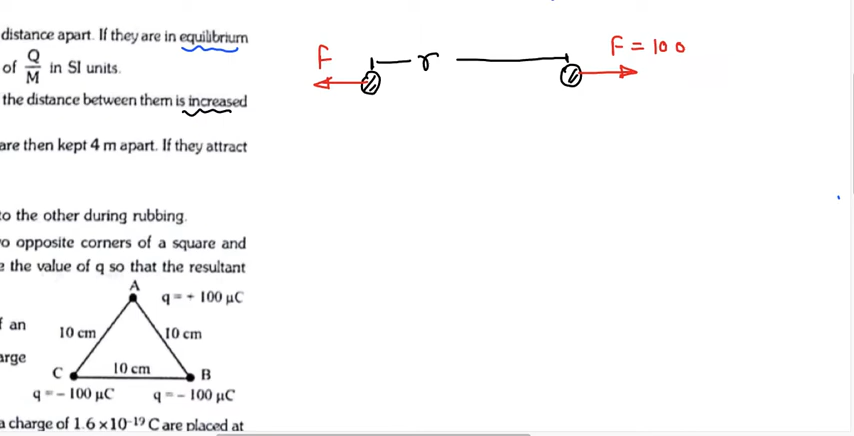 distance apart. If they are in equilibrium
of Q/M in SI units.
the distance between them is increased
are then kept 4 m apart. If they attract
to the other during rubbing.
opposite corners of a square and
the value of q so that the resultant
A
q = + 100 μC
an
10 cm
10 cm
10 cm
C
B
q = – 100 μC
q = – 100 μC
a charge of 1.6 ×10⁻¹⁹ C are placed at
F
r
F = 100